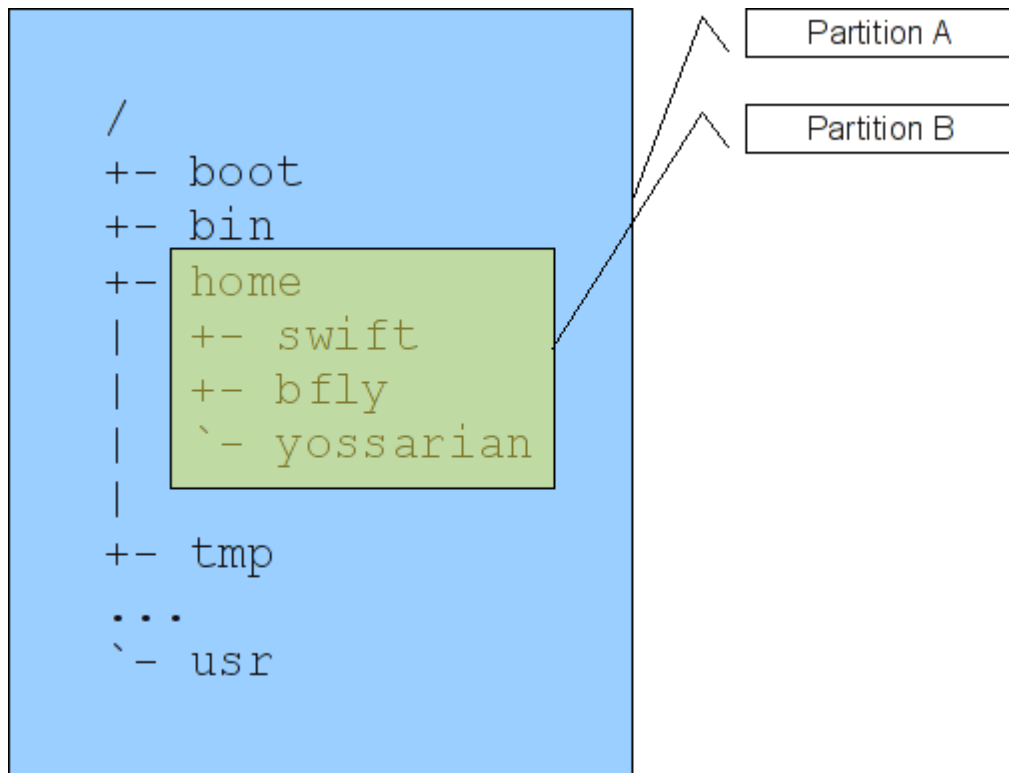 Partition A
Partition B
/
+- boot
+- bin
+- home
|  +- swift
|  +- bfly
|  `- yossarian
|
+- tmp
...
`- usr